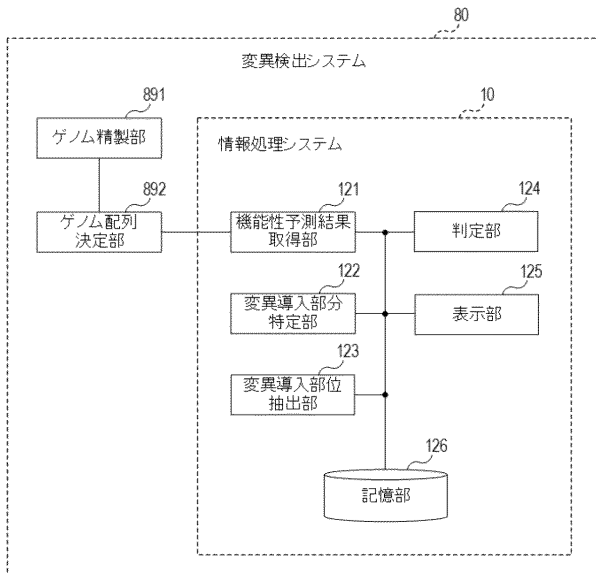 80
変異検出システム
891
ゲノム精製部
10
情報処理システム
892
ゲノム配列
決定部
121
機能性予測結果
取得部
124
判定部
122
変異導入部分
特定部
125
表示部
123
変異導入部位
抽出部
126
記憶部